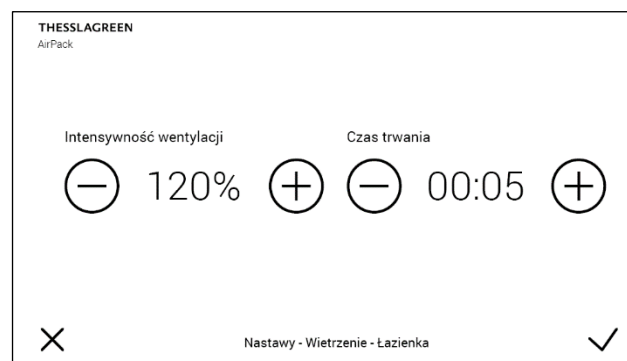 THESSLAGREEN
AirPack
Intensywność wentylacji
Czas trwania
120%
00:05
Nastawy - Wietrzenie - Łazienka